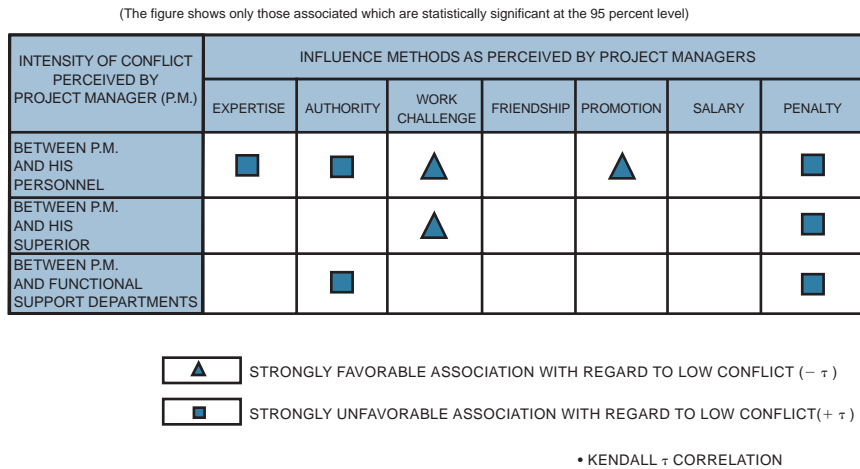 (The figure shows only those associated which are statistically significant at the 95 percent level)
INTENSITY OF CONFLICT
PERCEIVED BY
PROJECT MANAGER (P.M.)
INFLUENCE METHODS AS PERCEIVED BY PROJECT MANAGERS
EXPERTISE
AUTHORITY
WORK
CHALLENGE
FRIENDSHIP
PROMOTION
SALARY
PENALTY
BETWEEN P.M.
AND HIS
PERSONNEL
BETWEEN P.M.
AND HIS
SUPERIOR
BETWEEN P.M.
AND FUNCTIONAL
SUPPORT DEPARTMENTS
STRONGLY FAVORABLE ASSOCIATION WITH REGARD TO LOW CONFLICT (− τ )
STRONGLY UNFAVORABLE ASSOCIATION WITH REGARD TO LOW CONFLICT(+ τ )
• KENDALL τ CORRELATION